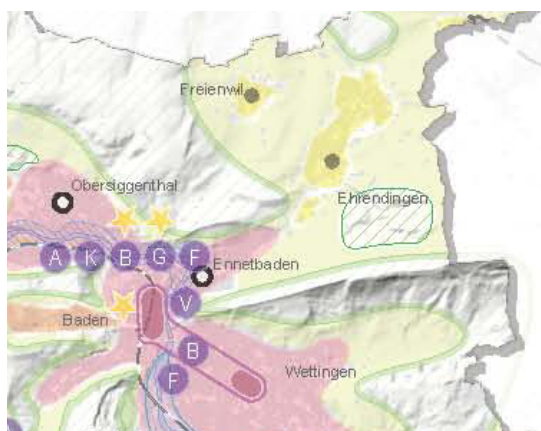 Freienwil
Obersiggenthal
Ehrendingen
A K B G F
Ennetbaden
V
Baden
B
Wettingen
F